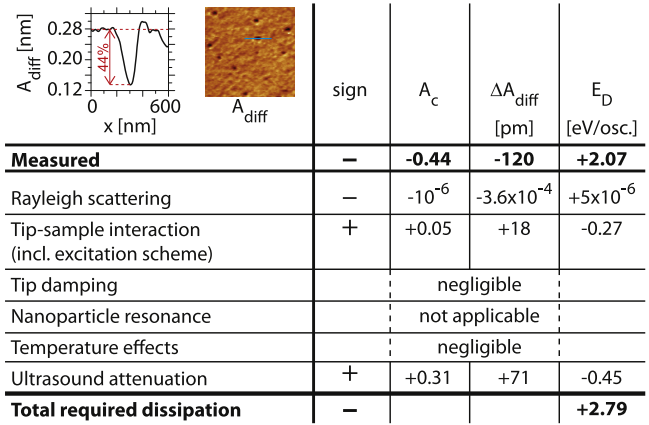 A_diff [nm]
0.28
0.20
0.12
44%
0
600
x [nm]
A_diff
sign
A_c
ΔA_diff
[pm]
E_D
[eV/osc.]
Measured − -0.44 -120 +2.07
Rayleigh scattering − -10^-6 -3.6x10^-4 +5x10^-6
Tip-sample interaction + +0.05 +18 -0.27
(incl. excitation scheme)
Tip damping negligible
Nanoparticle resonance not applicable
Temperature effects negligible
Ultrasound attenuation + +0.31 +71 -0.45
Total required dissipation − +2.79